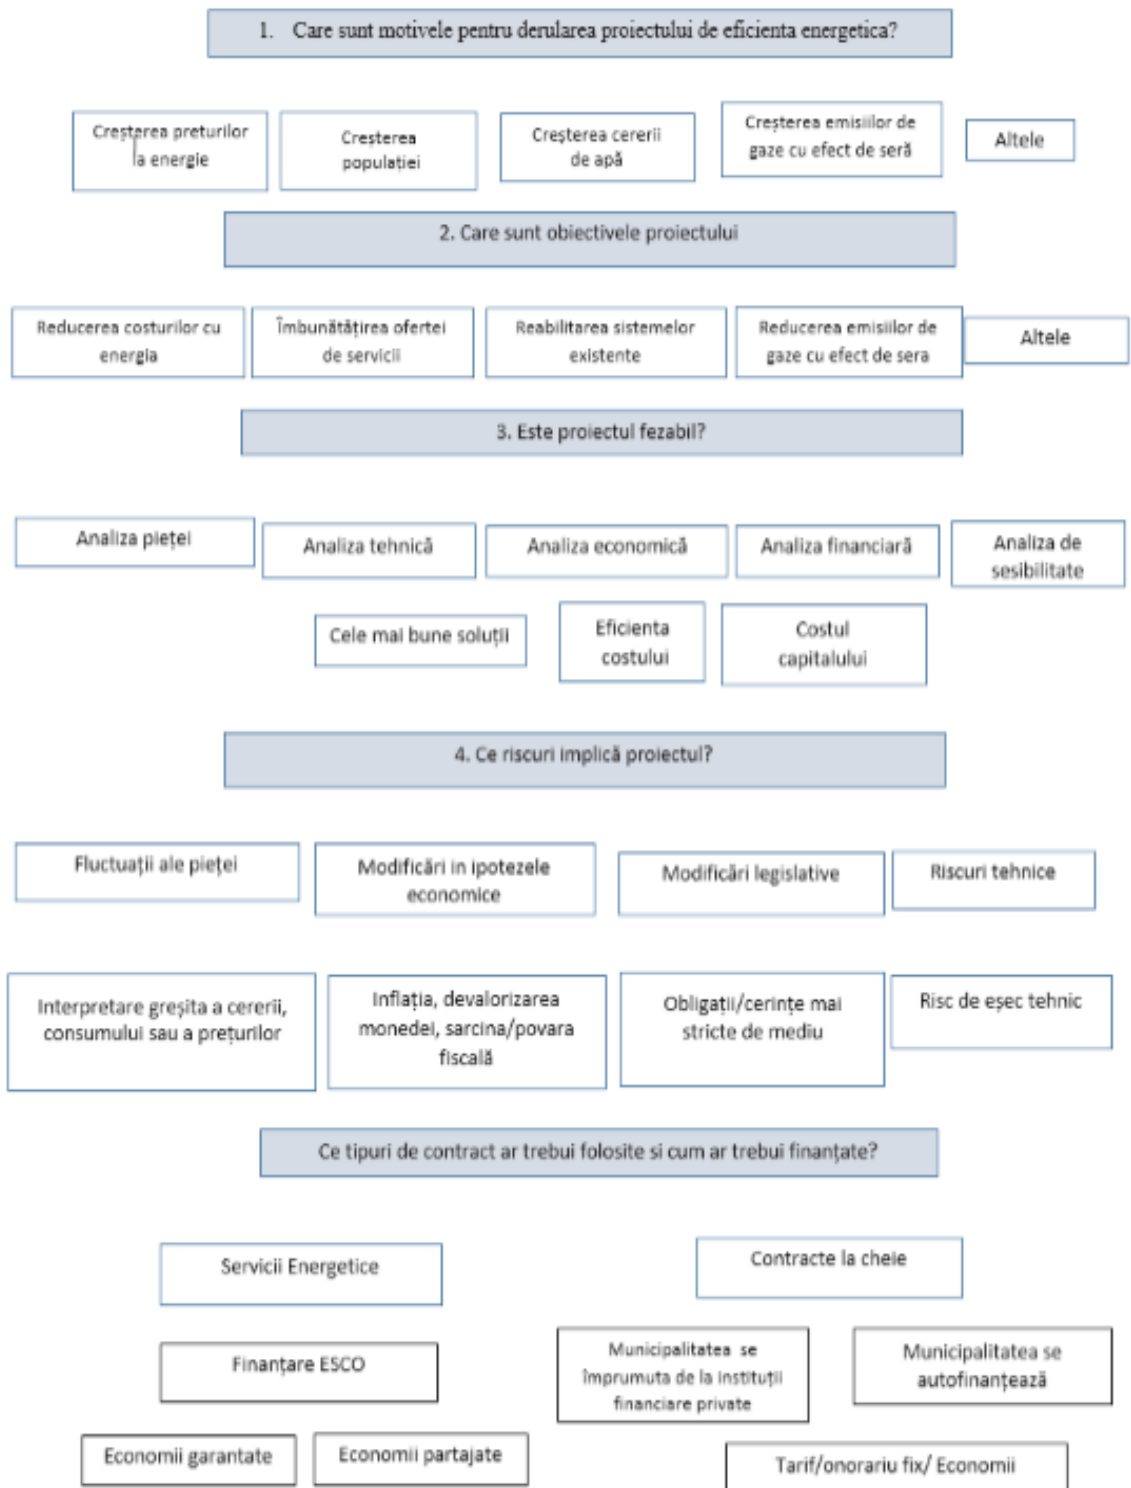 1. Care sunt motivele pentru derularea proiectului de eficienta energetica?
Creșterea preturilor
la energie
Creșterea
populației
Creșterea cererii
de apă
Creșterea emisiilor de
gaze cu efect de seră
Altele
2. Care sunt obiectivele proiectului
Reducerea costurilor cu
energia
Îmbunătățirea ofertei
de servicii
Reabilitarea sistemelor
existente
Reducerea emisiilor de
gaze cu efect de sera
Altele
3. Este proiectul fezabil?
Analiza pieței
Analiza tehnică
Analiza economică
Analiza financiară
Analiza de
sesibilitate
Cele mai bune soluții
Eficienta
costului
Costul
capitalului
4. Ce riscuri implică proiectul?
Fluctuații ale pieței
Modificări in ipotezele
economice
Modificări legislative
Riscuri tehnice
Interpretare greșita a cererii,
consumului sau a prețurilor
Inflația, devalorizarea
monedei, sarcina/povara
fiscală
Obligații/cerințe mai
stricte de mediu
Risc de eșec tehnic
Ce tipuri de contract ar trebui folosite si cum ar trebui finanțate?
Servicii Energetice
Contracte la cheie
Finanțare ESCO
Municipalitatea se
împrumuta de la instituții
financiare private
Municipalitatea se
autofinanțează
Economii garantate
Economii partajate
Tarif/onorariu fix/ Economii